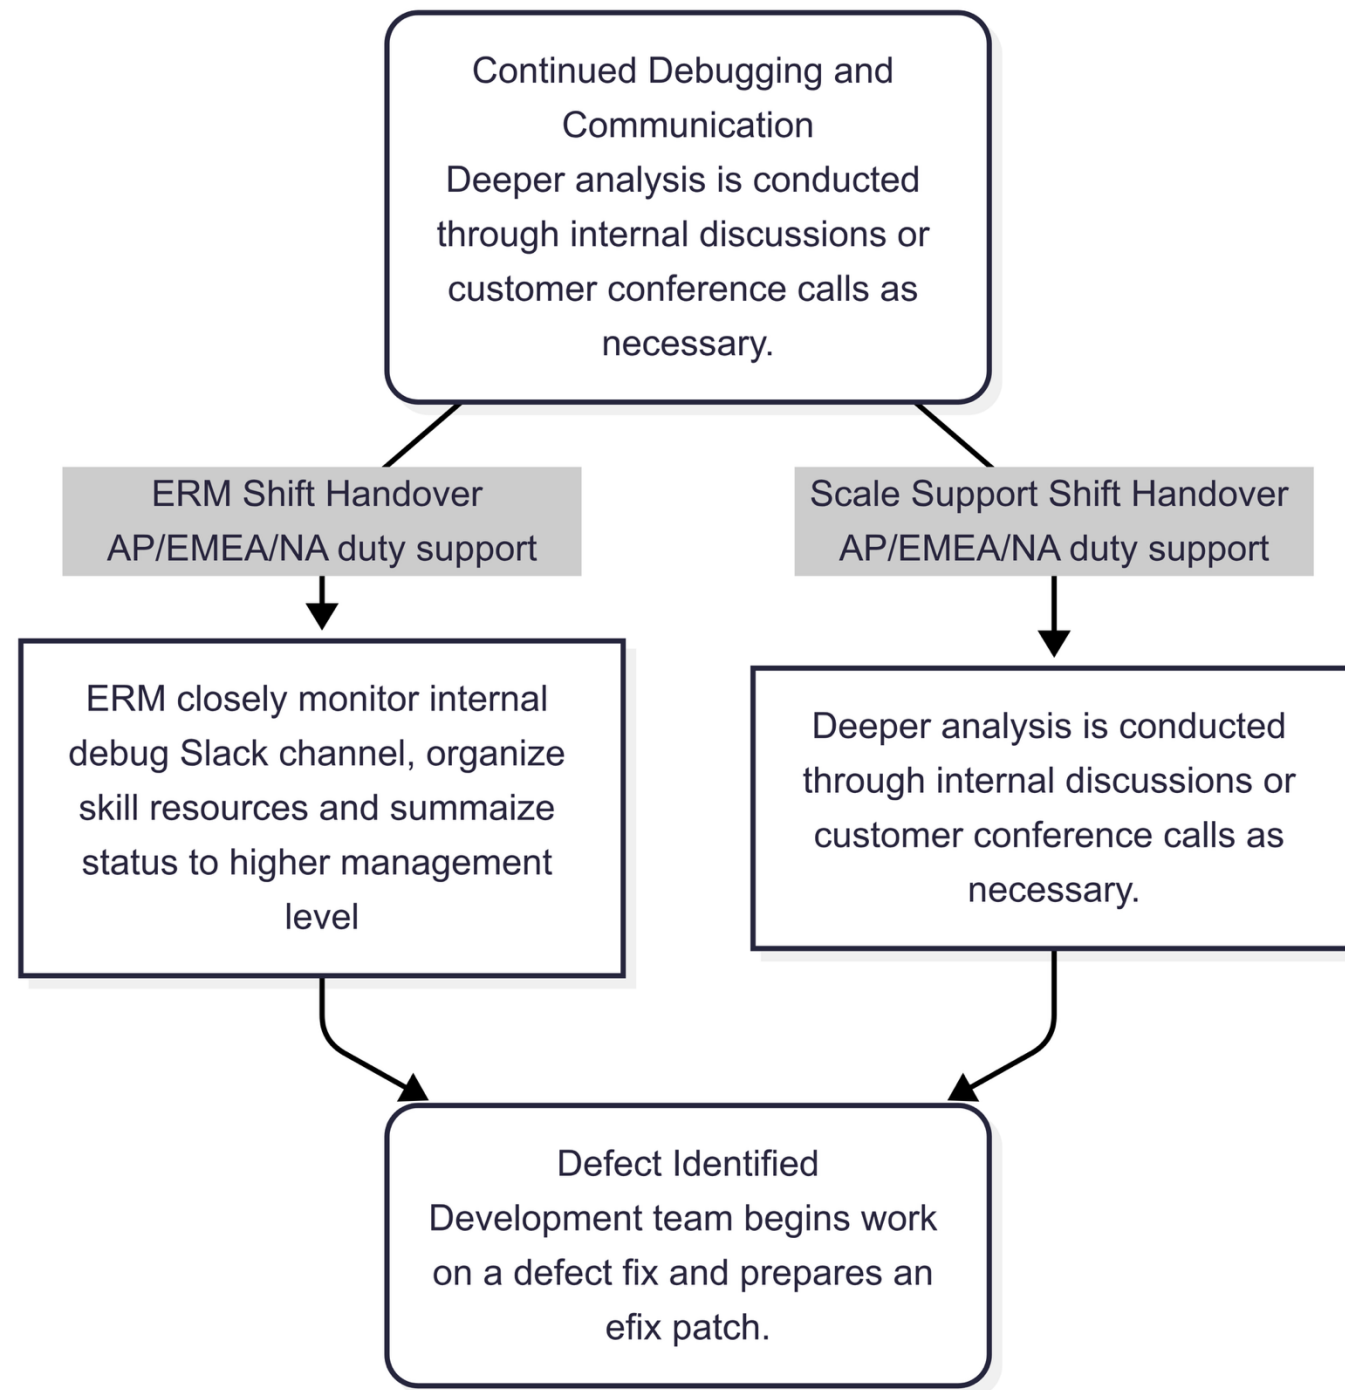 Continued Debugging and
Communication
Deeper analysis is conducted
through internal discussions or
customer conference calls as
necessary.
ERM Shift Handover
AP/EMEA/NA duty support
Scale Support Shift Handover
AP/EMEA/NA duty support
ERM closely monitor internal
debug Slack channel, organize
skill resources and summaize
status to higher management
level
Deeper analysis is conducted
through internal discussions or
customer conference calls as
necessary.
Defect Identified
Development team begins work
on a defect fix and prepares an
efix patch.